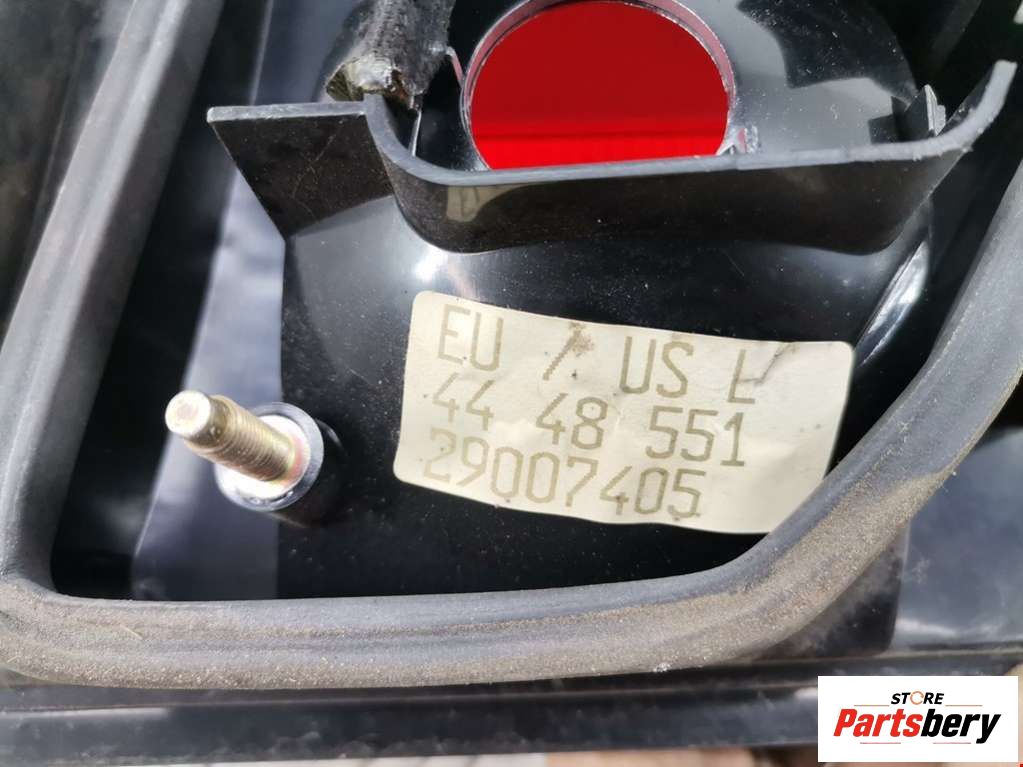 EU / US L
44 48 551
29007405
STORE
Partsbery